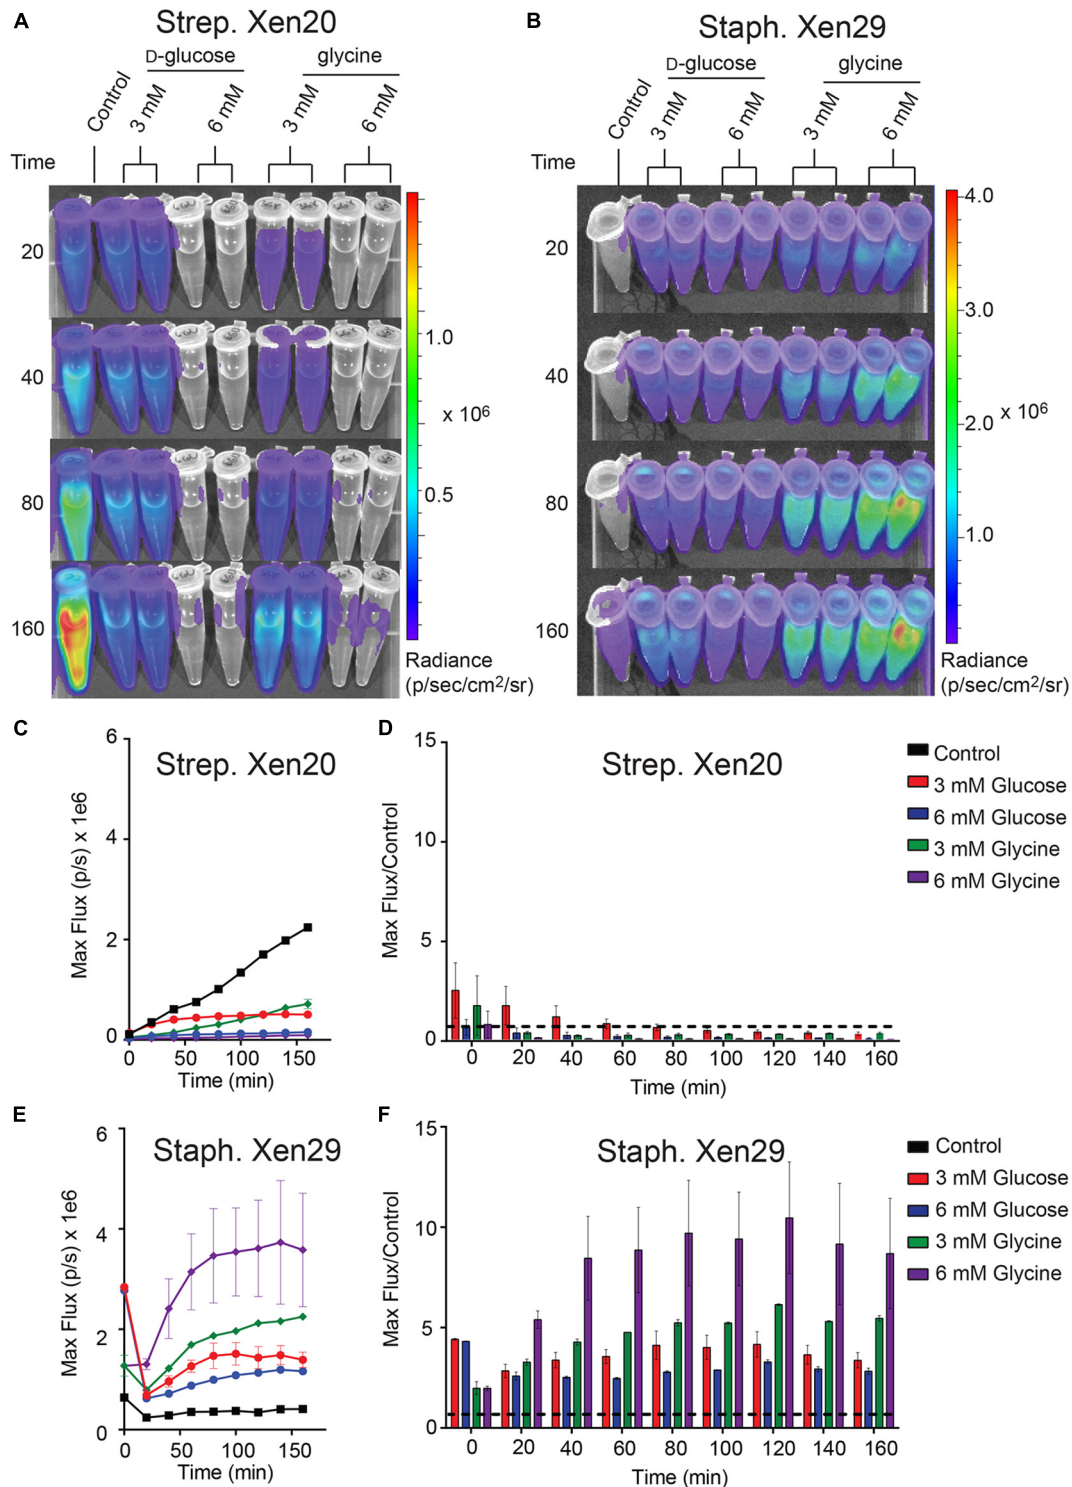 A
Strep. Xen20
D-glucose
glycine
Control
3 mM
6 mM
3 mM
6 mM
Time
20
40
80
160
1.0
x 10⁶
0.5
Radiance
(p/sec/cm²/sr)
B
Staph. Xen29
D-glucose
glycine
Control
3 mM
6 mM
3 mM
6 mM
Time
20
40
80
160
4.0
3.0
2.0
x 10⁶
1.0
Radiance
(p/sec/cm²/sr)
C
Strep. Xen20
Max Flux (p/s) x 1e6
6
4
2
0
0
50
100
150
Time (min)
D
Strep. Xen20
Max Flux/Control
15
10
5
0
0
20
40
60
80
100
120
140
160
Time (min)
Control
3 mM Glucose
6 mM Glucose
3 mM Glycine
6 mM Glycine
E
Staph. Xen29
Max Flux (p/s) x 1e6
6
4
2
0
0
50
100
150
Time (min)
F
Staph. Xen29
Max Flux/Control
15
10
5
0
0
20
40
60
80
100
120
140
160
Time (min)
Control
3 mM Glucose
6 mM Glucose
3 mM Glycine
6 mM Glycine